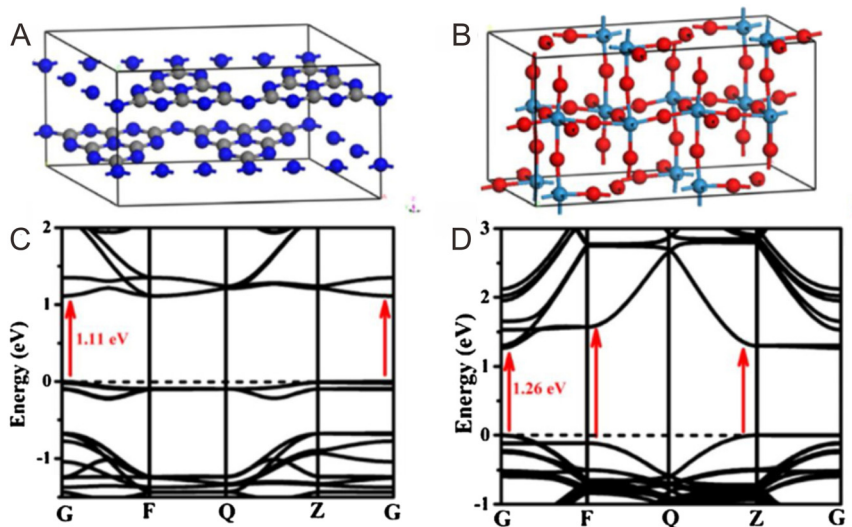 A
B
C
D
2
1
0
-1
Energy (eV)
1.11 eV
G F Q Z G
3
2
1
0
-1
Energy (eV)
1.26 eV
G F Q Z G